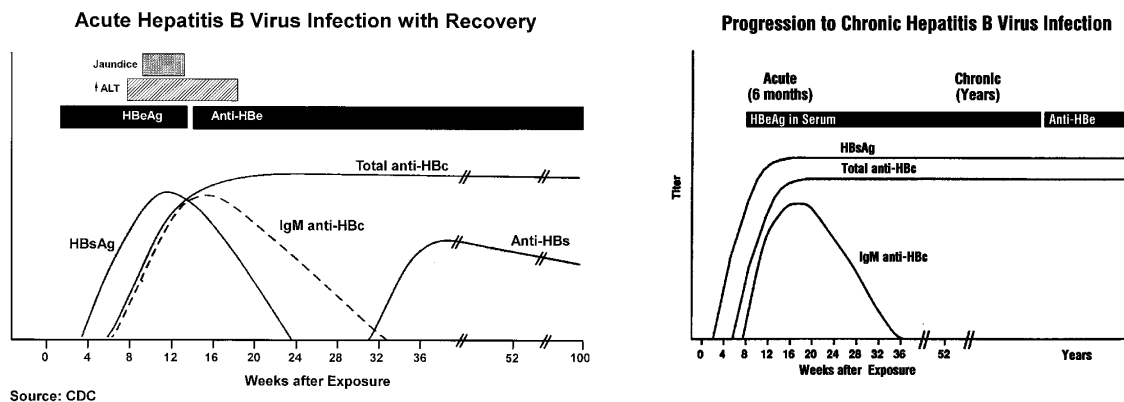 Acute Hepatitis B Virus Infection with Recovery
Jaundice
ALT
HBeAg
Anti-HBe
Total anti-HBc
IgM anti-HBc
HBsAg
Anti-HBs
0 4 8 12 16 20 24 28 32 36 52 100
Weeks after Exposure
Source: CDC
Progression to Chronic Hepatitis B Virus Infection
Acute
(6 months)
Chronic
(Years)
HBeAg in Serum
Anti-HBe
HBsAg
Total anti-HBc
Titer
IgM anti-HBc
0 4 8 12 16 20 24 28 32 36 52 Years
Weeks after Exposure